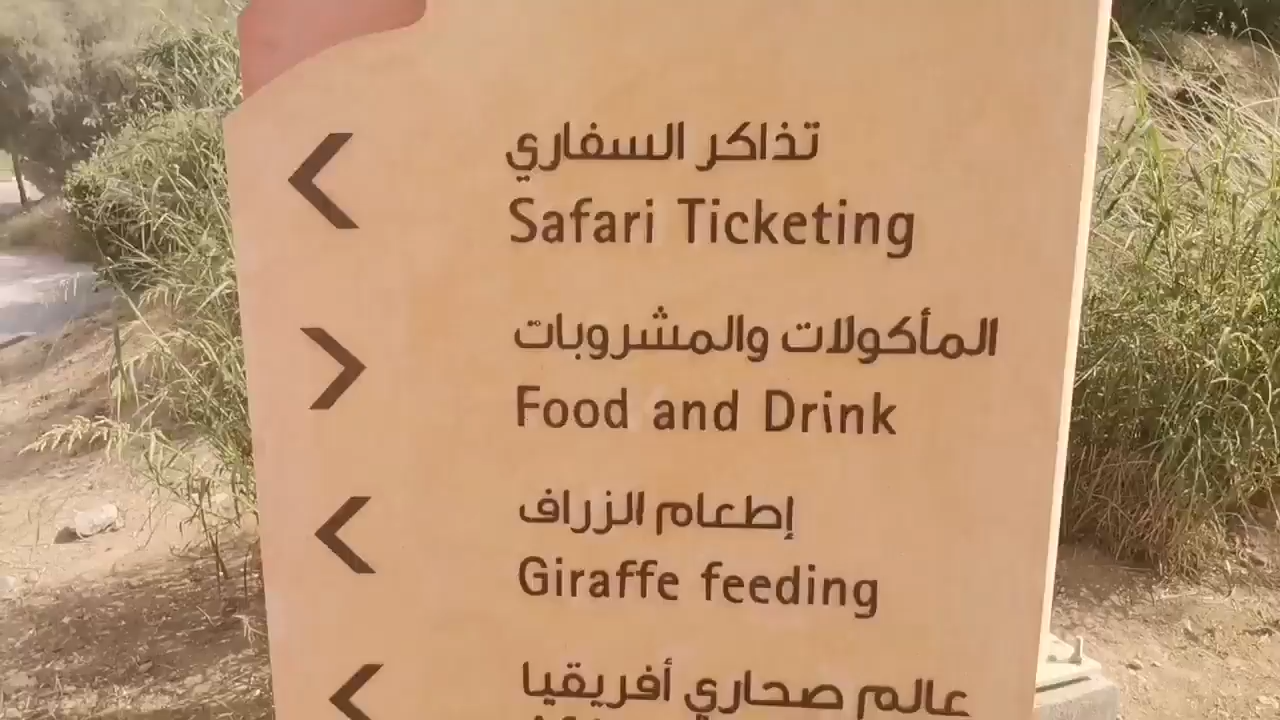 تذاكر السفاري
Safari Ticketing
المأكولات والمشروبات
Food and Drink
إطعام الزراف
Giraffe feeding
عالم صحاري أفريقيا